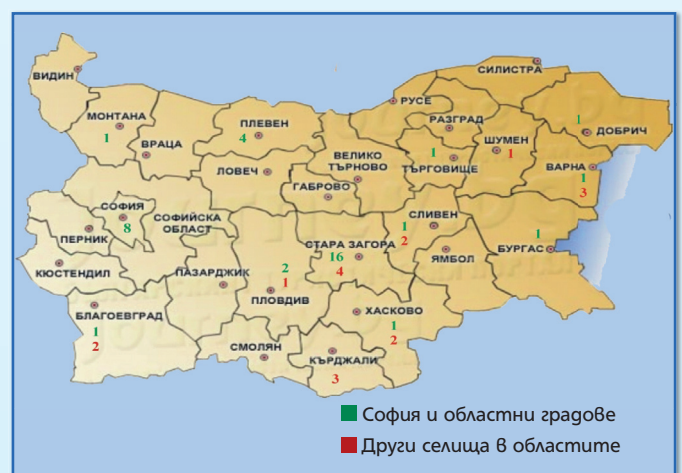 СИЛИСТРА
ВИДИН
РУСЕ
МОНТАНА
1
ПЛЕВЕН
4
РАЗГРАД
1
ДОБРИЧ
ВРАЦА
ШУМЕН
1
ЛОВЕЧ
ВЕЛИКО
ТЪРНОВО
1
ТЪРГОВИЩЕ
ВАРНА
1
3
ГАБРОВО
СОФИЯ
8
СОФИЙСКА
ОБЛАСТ
СЛИВЕН
1
2
ПЕРНИК
СТАРА ЗАГОРА
16
4
1
БУРГАС
ЯМБОЛ
КЮСТЕНДИЛ
ПАЗАРДЖИК
2
1
ПЛОВДИВ
БЛАГОЕВГРАД
1
2
ХАСКОВО
1
2
СМОЛЯН
КЪРДЖАЛИ
3
София и областни градове
Други селища в областите